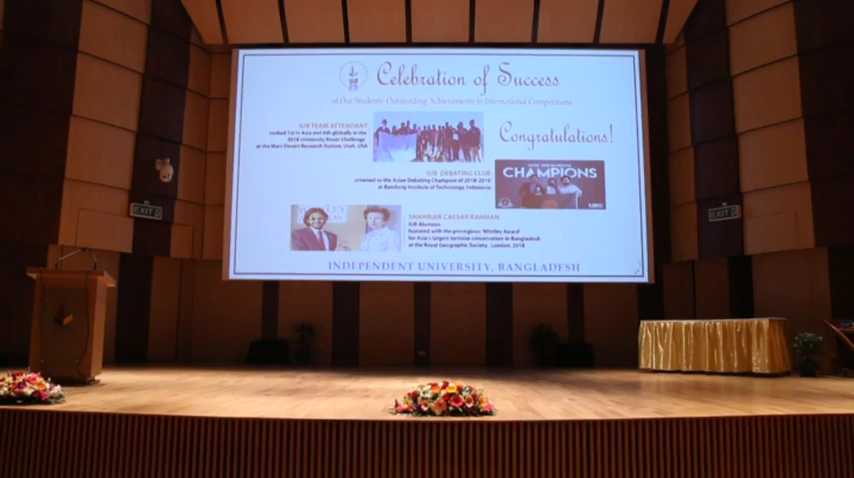 Celebration of Success
of Our Students' Outstanding Achievements in International Competitions
IUB TEAM ATTENDANT
ranked 1st in Asia and 6th globally in the
2018 University Rover Challenge
at the Mars Desert Research Station, Utah, USA
Congratulations!
IUB DEBATING CLUB
crowned as the Asian Debating Champion of 2018-2019
at Bandung Institute of Technology, Indonesia
CHAMPIONS
SHAHRIAR CAESAR RAHMAN
IUB Alumnus
honored with the prestigious 'Whitley Award'
for Asia's largest tortoise conservation in Bangladesh
at the Royal Geographic Society, London, 2018
INDEPENDENT UNIVERSITY, BANGLADESH
EXIT
EXIT